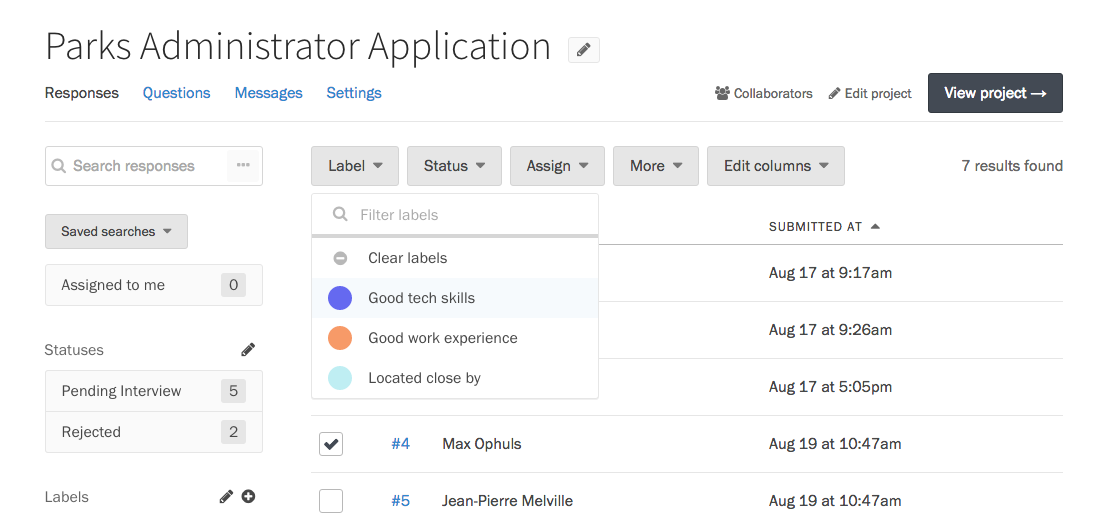 Parks Administrator Application
Responses Questions Messages Settings
Collaborators Edit project View project →
Search responses ...
Label Status Assign More Edit columns 7 results found
Saved searches
Assigned to me 0
Statuses
Pending Interview 5
Rejected 2
Labels
Filter labels
Clear labels
Good tech skills
Good work experience
Located close by
SUBMITTED AT
Aug 17 at 9:17am
Aug 17 at 9:26am
Aug 17 at 5:05pm
#4 Max Ophuls Aug 19 at 10:47am
#5 Jean-Pierre Melville Aug 19 at 10:47am